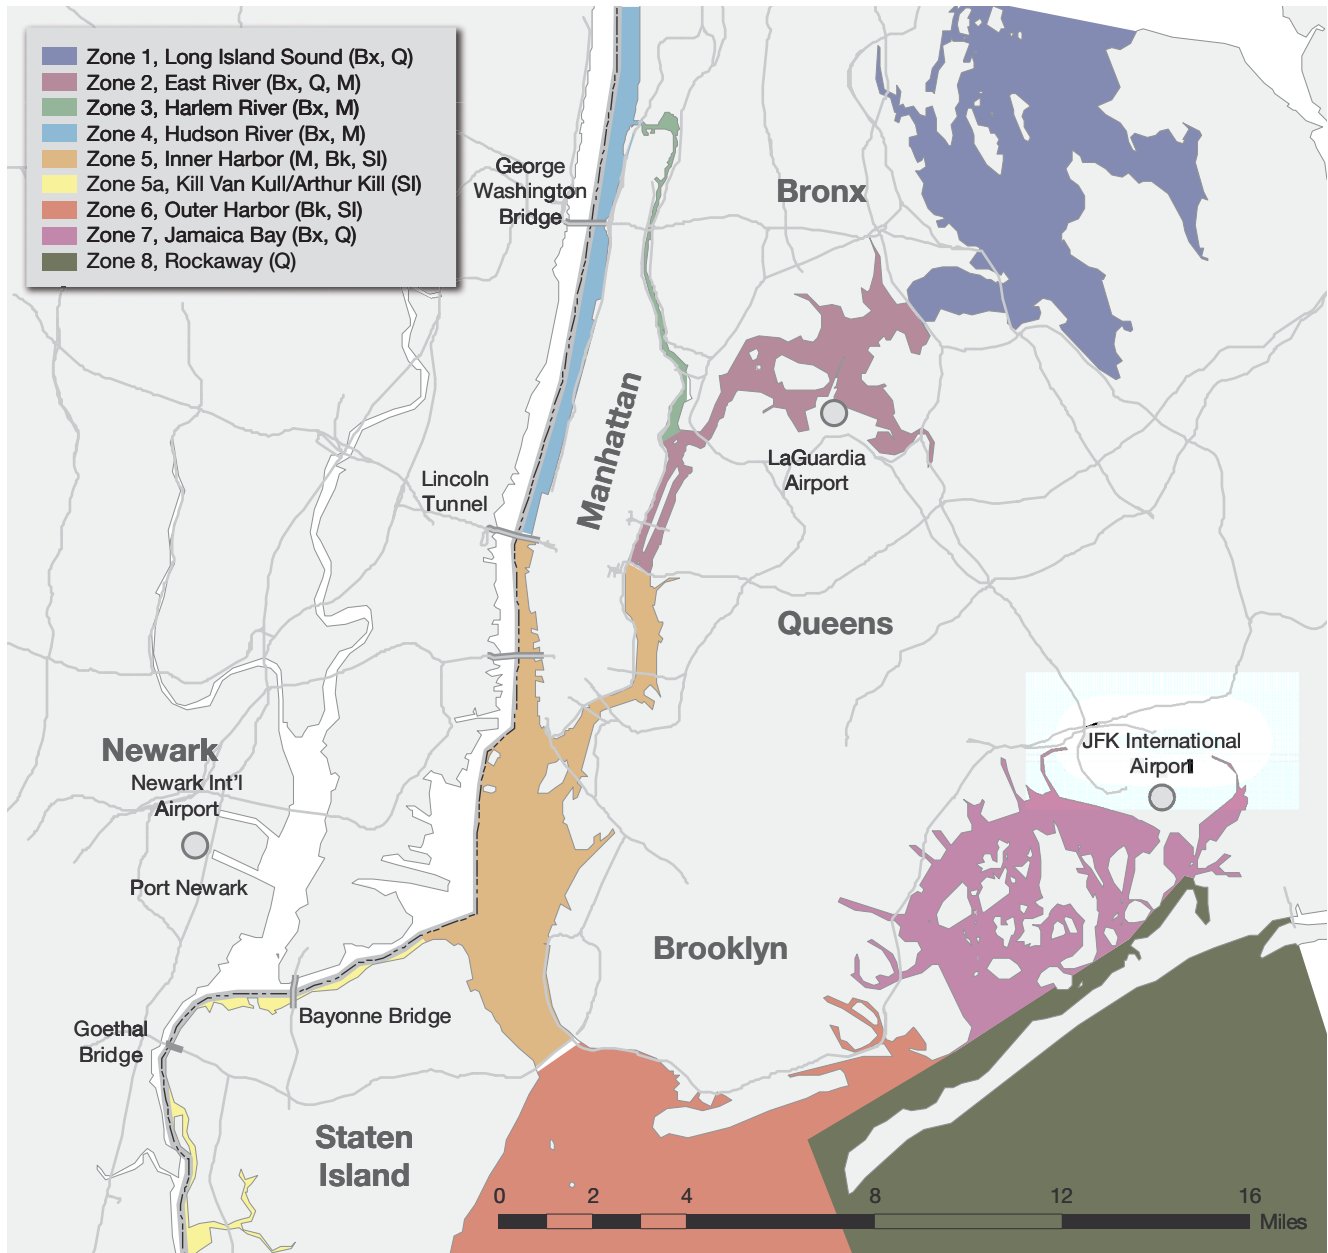 Zone 1, Long Island Sound (Bx, Q)
Zone 2, East River (Bx, Q, M)
Zone 3, Harlem River (Bx, M)
Zone 4, Hudson River (Bx, M)
Zone 5, Inner Harbor (M, Bk, SI)
Zone 5a, Kill Van Kull/Arthur Kill (SI)
Zone 6, Outer Harbor (Bk, SI)
Zone 7, Jamaica Bay (Bx, Q)
Zone 8, Rockaway (Q)
George
Washington
Bridge
Bronx
Manhattan
LaGuardia
Airport
Lincoln
Tunnel
Queens
Newark
Newark Int'l
Airport
Port Newark
JFK International
Airport
Brooklyn
Bayonne Bridge
Goethal
Bridge
Staten
Island
0 2 4 8 12 16
Miles